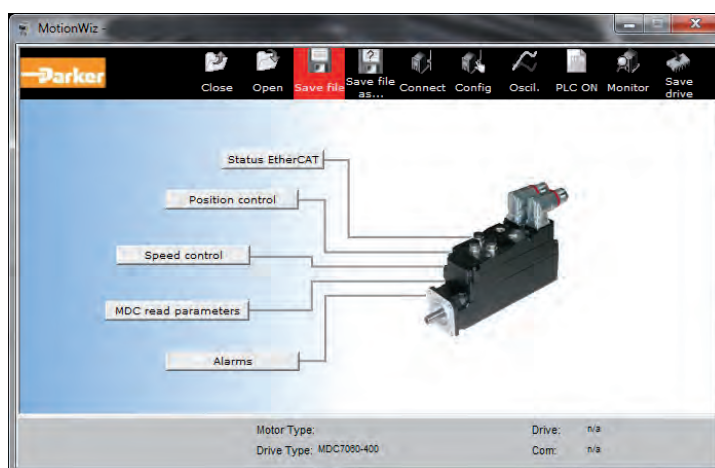 MotionWiz -
Parker
Close Open Save file Save file as... Connect Config Oscil. PLC ON Monitor Save drive
Status EtherCAT
Position control
Speed control
MDC read parameters
Alarms
Motor Type: Drive: n/a
Drive Type: MDC7060-400 Com: n/a